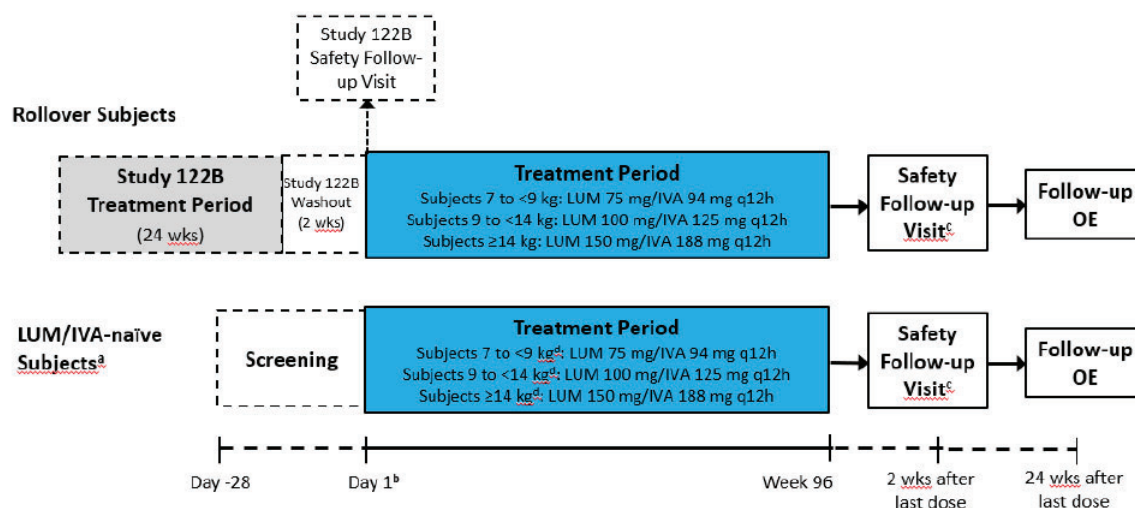 Study 122B
Safety Follow-
up Visit
Rollover Subjects
Study 122B
Treatment Period
(24 wks)
Study 122B
Washout
(2 wks)
Treatment Period
Subjects 7 to <9 kg: LUM 75 mg/IVA 94 mg q12h
Subjects 9 to <14 kg: LUM 100 mg/IVA 125 mg q12h
Subjects ≥14 kg: LUM 150 mg/IVA 188 mg q12h
Safety
Follow-up
Visitᶜ
Follow-up
OE
LUM/IVA-naïve
Subjectsᵃ
Screening
Treatment Period
Subjects 7 to <9 kgᵈ: LUM 75 mg/IVA 94 mg q12h
Subjects 9 to <14 kgᵈ: LUM 100 mg/IVA 125 mg q12h
Subjects ≥14 kgᵈ: LUM 150 mg/IVA 188 mg q12h
Safety
Follow-up
Visitᶜ
Follow-up
OE
Day -28
Day 1ᵇ
Week 96
2 wks after
last dose
24 wks after
last dose